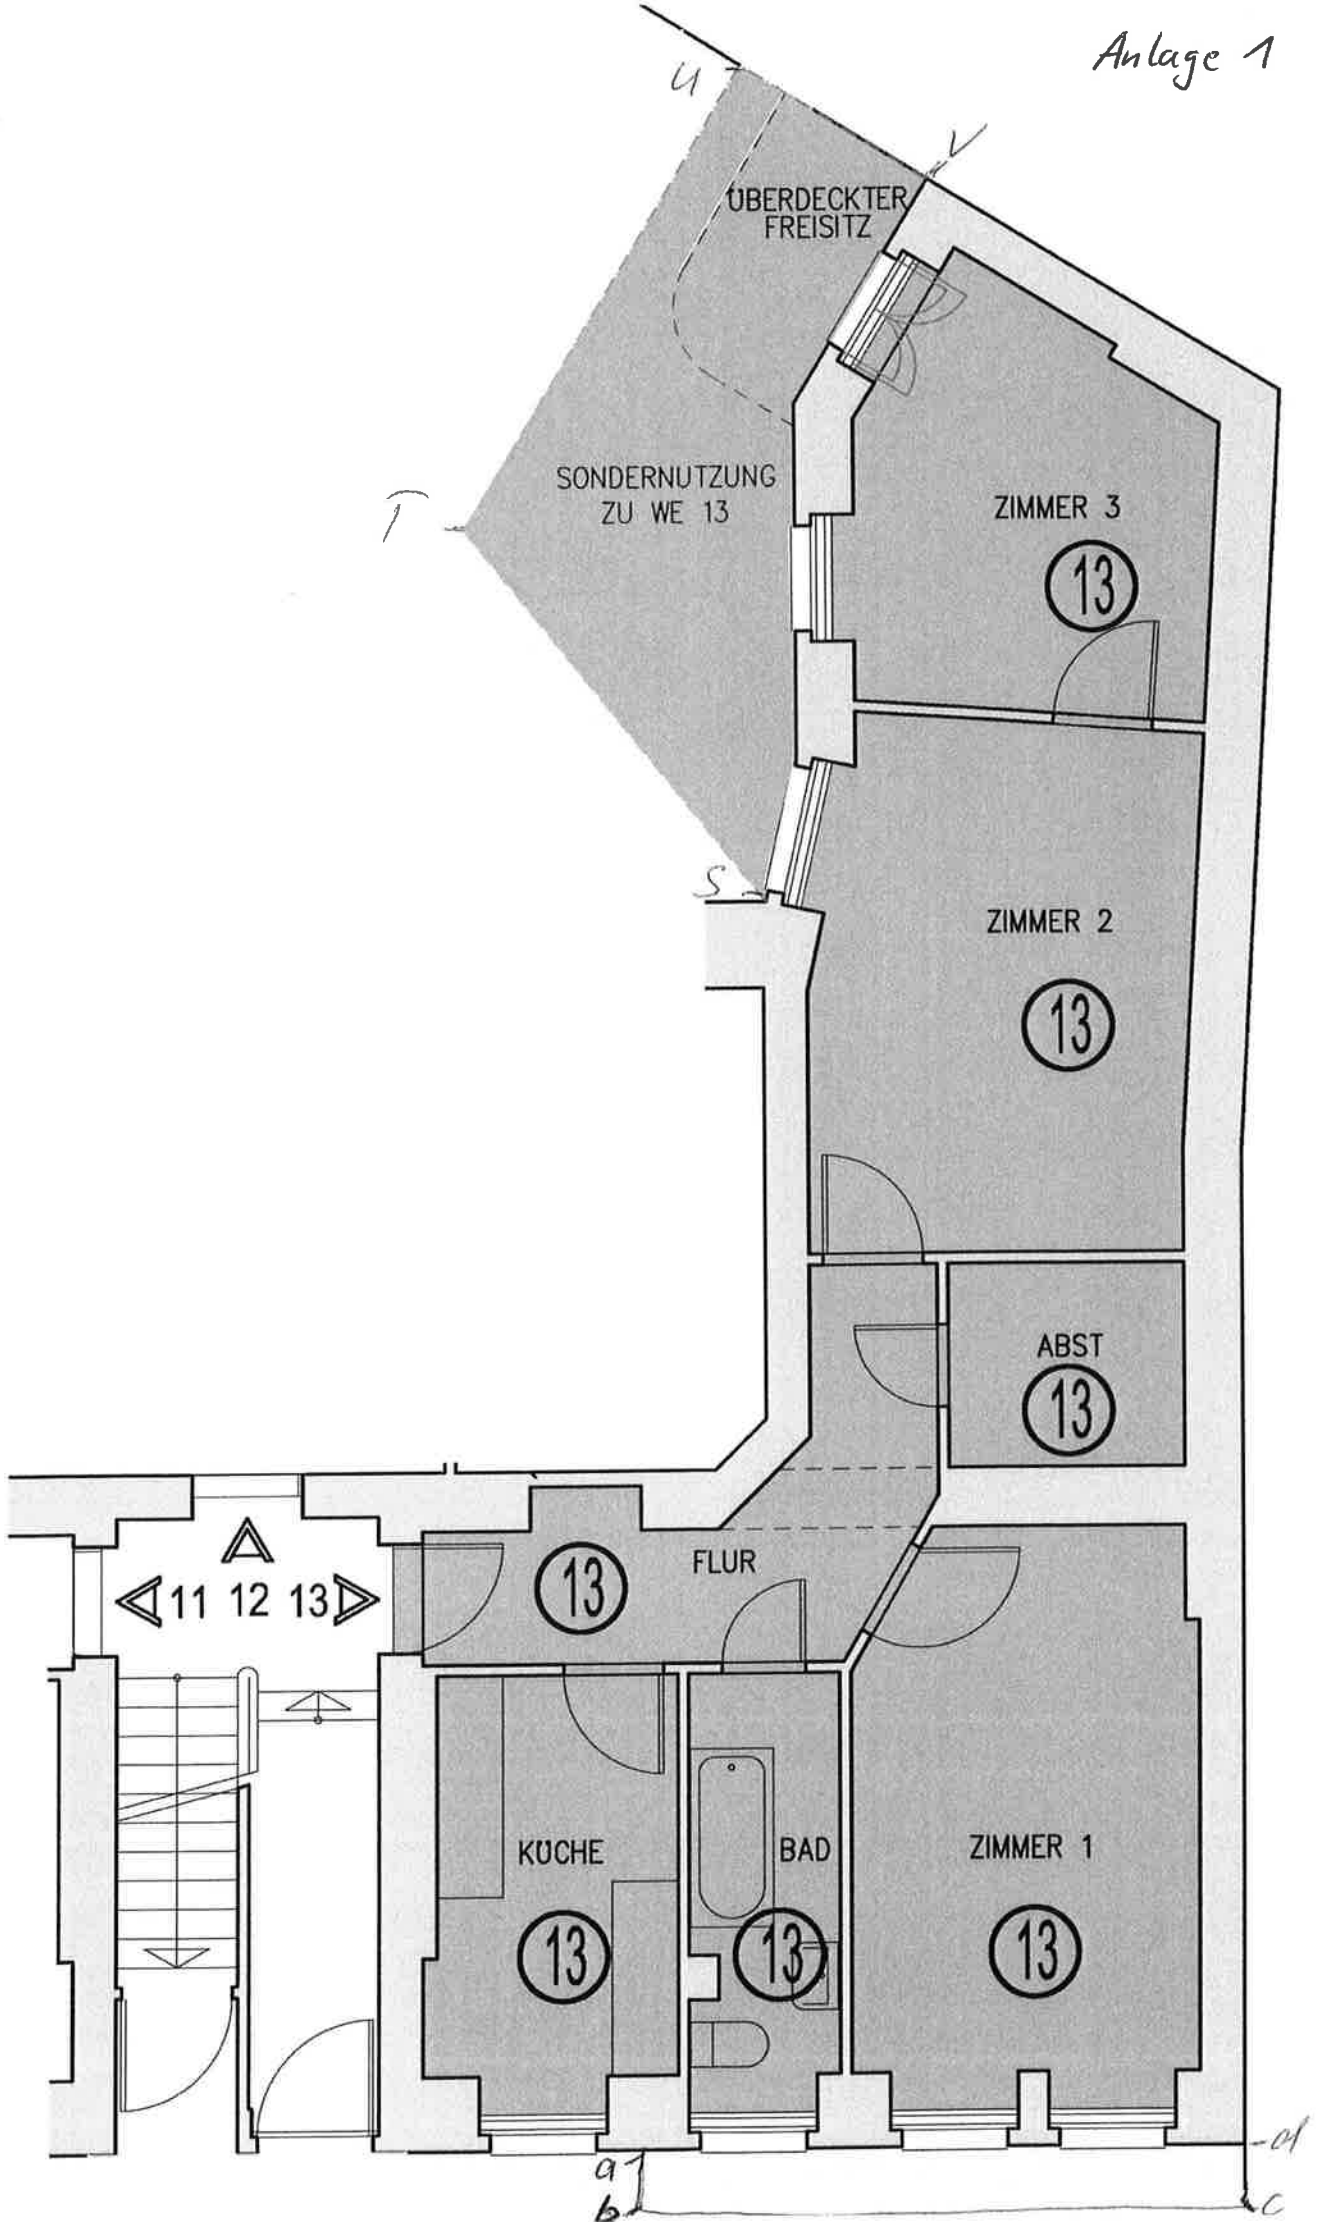 Anlage 1
U
V
ÜBERDECKTER
FREISITZ
SONDERNUTZUNG
ZU WE 13
T
ZIMMER 3
13
S
ZIMMER 2
13
ABST
13
FLUR
13
11 12 13
KÜCHE
13
BAD
13
ZIMMER 1
13
a
d
b
c